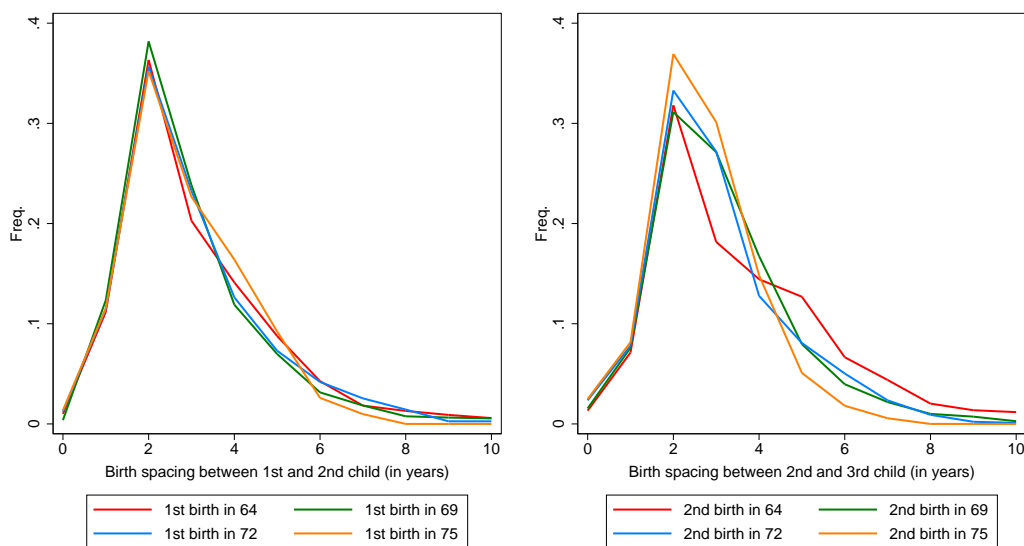 .4
.3
.2
.1
0
Freq.
0 2 4 6 8 10
Birth spacing between 1st and 2nd child (in years)
1st birth in 64 1st birth in 69
1st birth in 72 1st birth in 75
.4
.3
.2
.1
0
Freq.
0 2 4 6 8 10
Birth spacing between 2nd and 3rd child (in years)
2nd birth in 64 2nd birth in 69
2nd birth in 72 2nd birth in 75